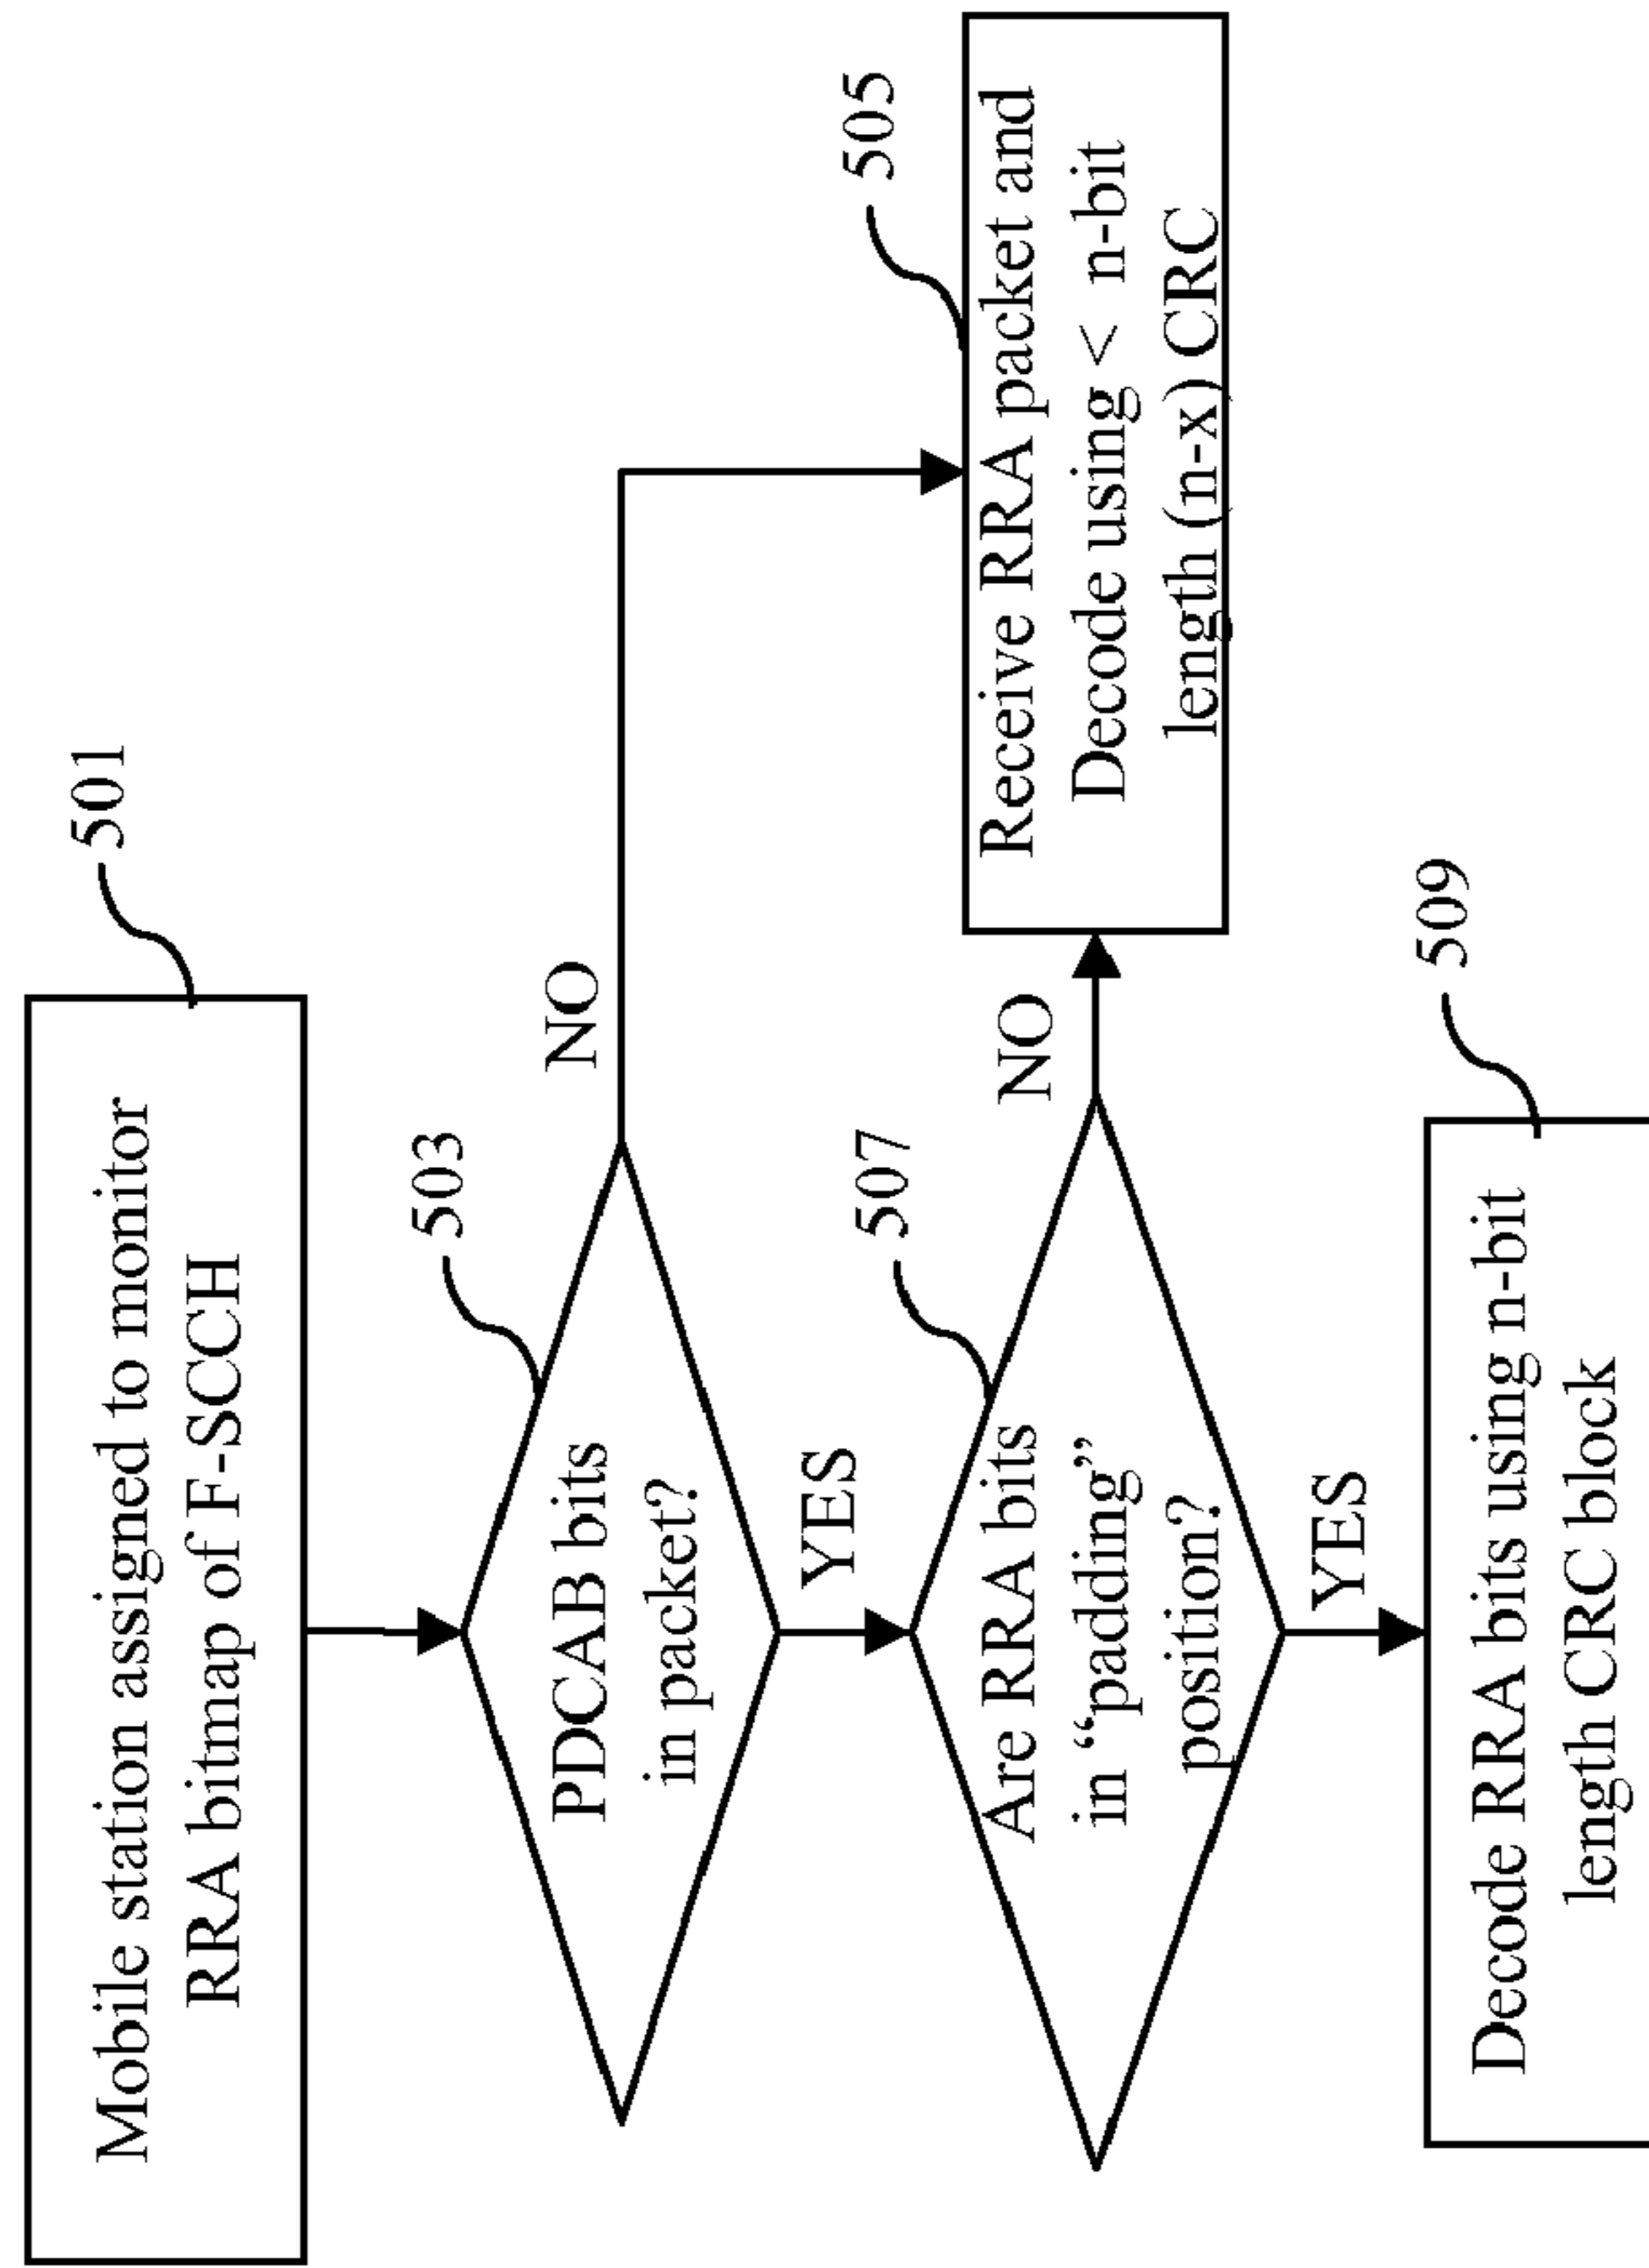 Mobile station assigned to monitor
RRA bitmap of F-SCCH
501
PDCAB bits
in packet?
503
NO
YES
Receive RRA packet and
Decode using < n-bit
length (n-x) CRC
505
Are RRA bits
in “padding”
position?
507
NO
YES
Decode RRA bits using n-bit
length CRC block
509